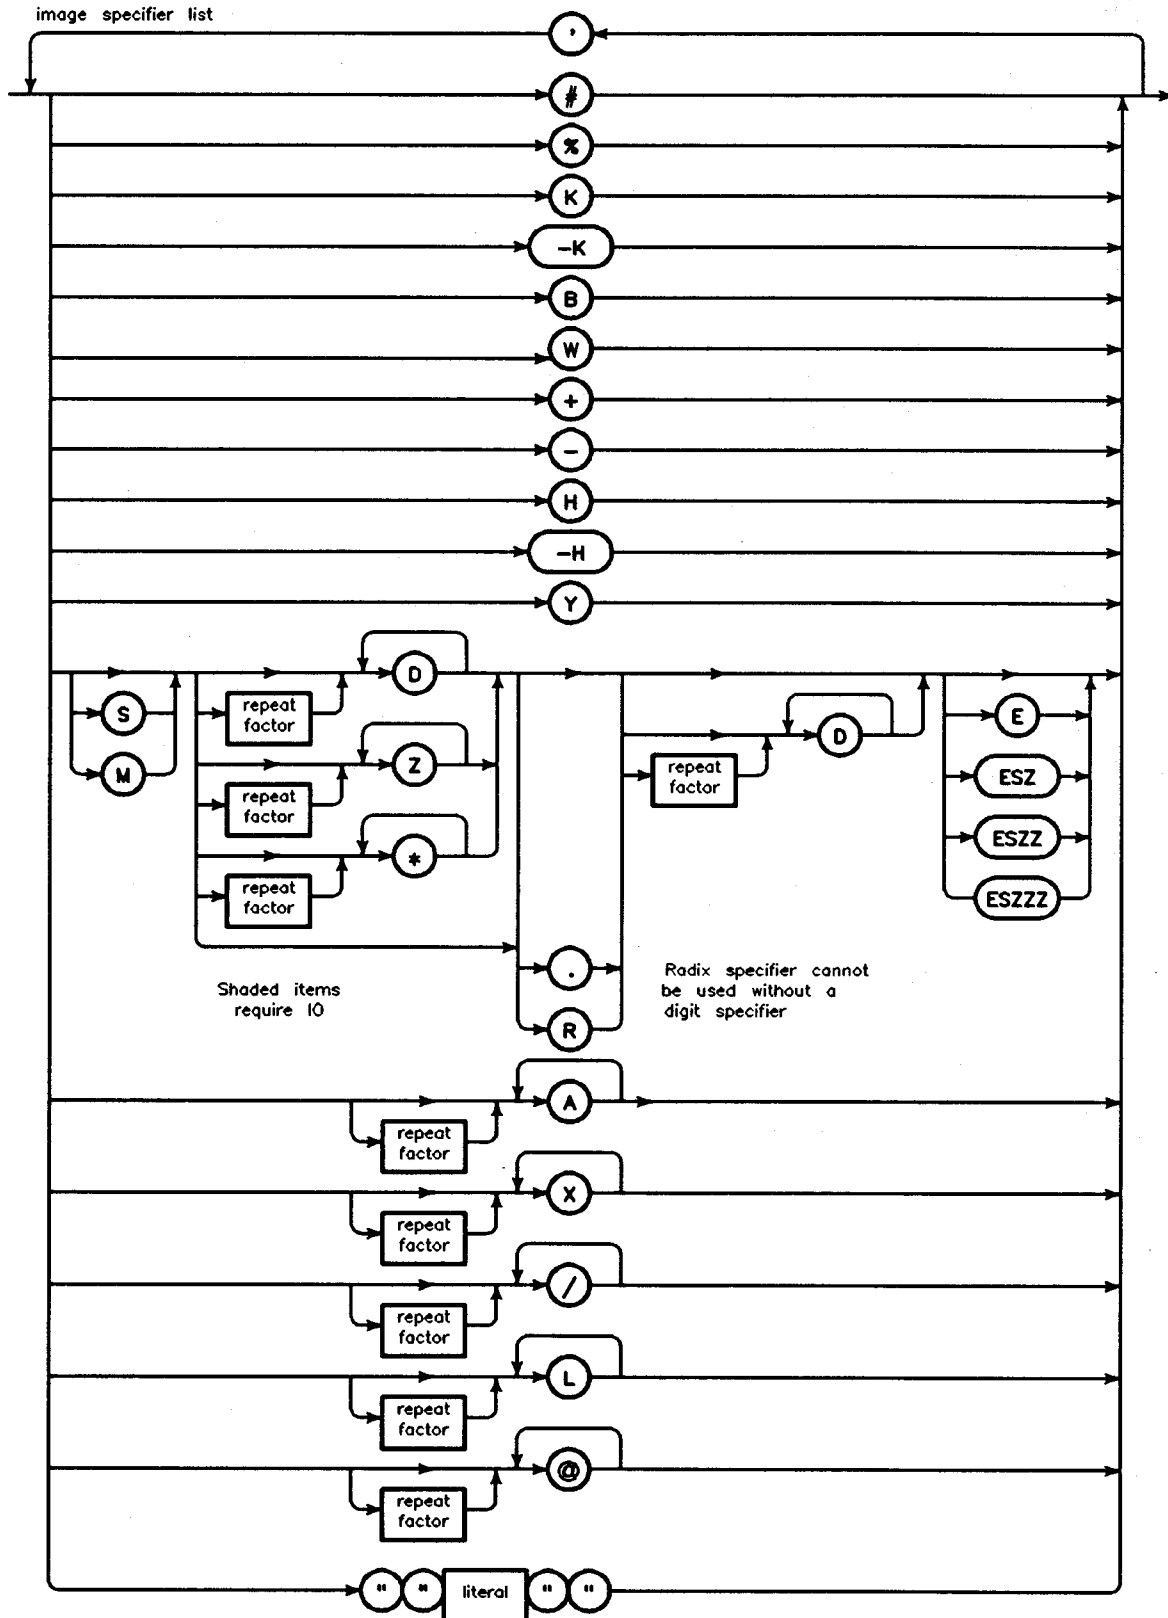 image specifier list
,
#
%
K
-K
B
W
+
-
H
-H
Y
D
S
repeat
factor
E
D
Z
M
repeat
factor
ESZ
repeat
factor
ESZZ
*
repeat
factor
ESZZZ
.
Radix specifier cannot
be used without a
digit specifier
Shaded items
require IO
R
A
repeat
factor
X
repeat
factor
/
repeat
factor
L
repeat
factor
@
repeat
factor
" " literal " "